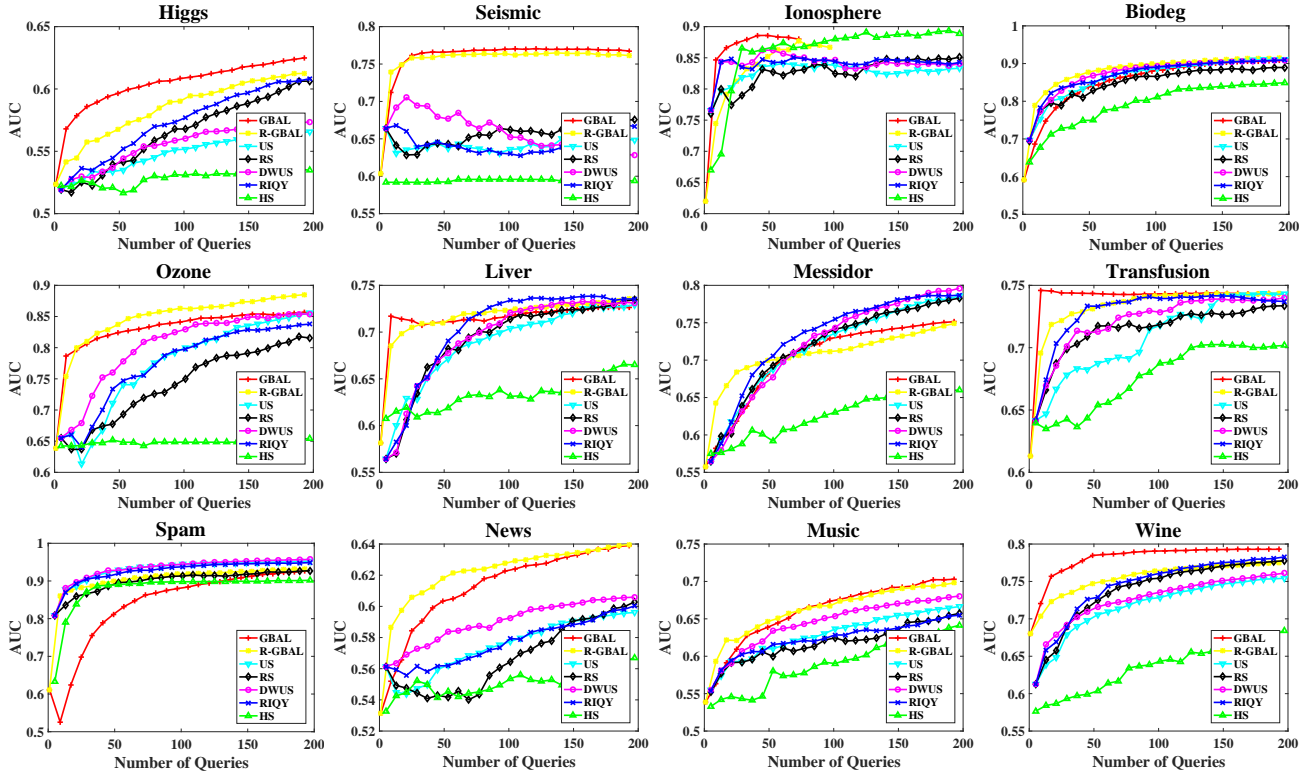 Higgs
0.65
0.6
0.55
0.5
AUC
0 50 100 150 200
Number of Queries
GBAL
R-GBAL
US
RS
DWUS
RIQY
HS
Seismic
0.8
0.75
0.7
0.65
0.6
0.55
AUC
0 50 100 150 200
Number of Queries
GBAL
R-GBAL
US
RS
DWUS
RIQY
HS
Ionosphere
0.9
0.85
0.8
0.75
0.7
0.65
0.6
AUC
0 50 100 150 200
Number of Queries
GBAL
R-GBAL
US
RS
DWUS
RIQY
HS
Biodeg
1
0.9
0.8
0.7
0.6
0.5
AUC
0 50 100 150 200
Number of Queries
GBAL
R-GBAL
US
RS
DWUS
RIQY
HS
Ozone
0.9
0.85
0.8
0.75
0.7
0.65
0.6
AUC
0 50 100 150 200
Number of Queries
GBAL
R-GBAL
US
RS
DWUS
RIQY
HS
Liver
0.75
0.7
0.65
0.6
0.55
AUC
0 50 100 150 200
Number of Queries
GBAL
R-GBAL
US
RS
DWUS
RIQY
HS
Messidor
0.8
0.75
0.7
0.65
0.6
0.55
AUC
0 50 100 150 200
Number of Queries
GBAL
R-GBAL
US
RS
DWUS
RIQY
HS
Transfusion
0.75
0.7
0.65
0.6
AUC
0 50 100 150 200
Number of Queries
GBAL
R-GBAL
US
RS
DWUS
RIQY
HS
Spam
1
0.9
0.8
0.7
0.6
0.5
AUC
0 50 100 150 200
Number of Queries
GBAL
R-GBAL
US
RS
DWUS
RIQY
HS
News
0.64
0.62
0.6
0.58
0.56
0.54
0.52
AUC
0 50 100 150 200
Number of Queries
GBAL
R-GBAL
US
RS
DWUS
RIQY
HS
Music
0.75
0.7
0.65
0.6
0.55
0.5
AUC
0 50 100 150 200
Number of Queries
GBAL
R-GBAL
US
RS
DWUS
RIQY
HS
Wine
0.8
0.75
0.7
0.65
0.6
0.55
AUC
0 50 100 150 200
Number of Queries
GBAL
R-GBAL
US
RS
DWUS
RIQY
HS